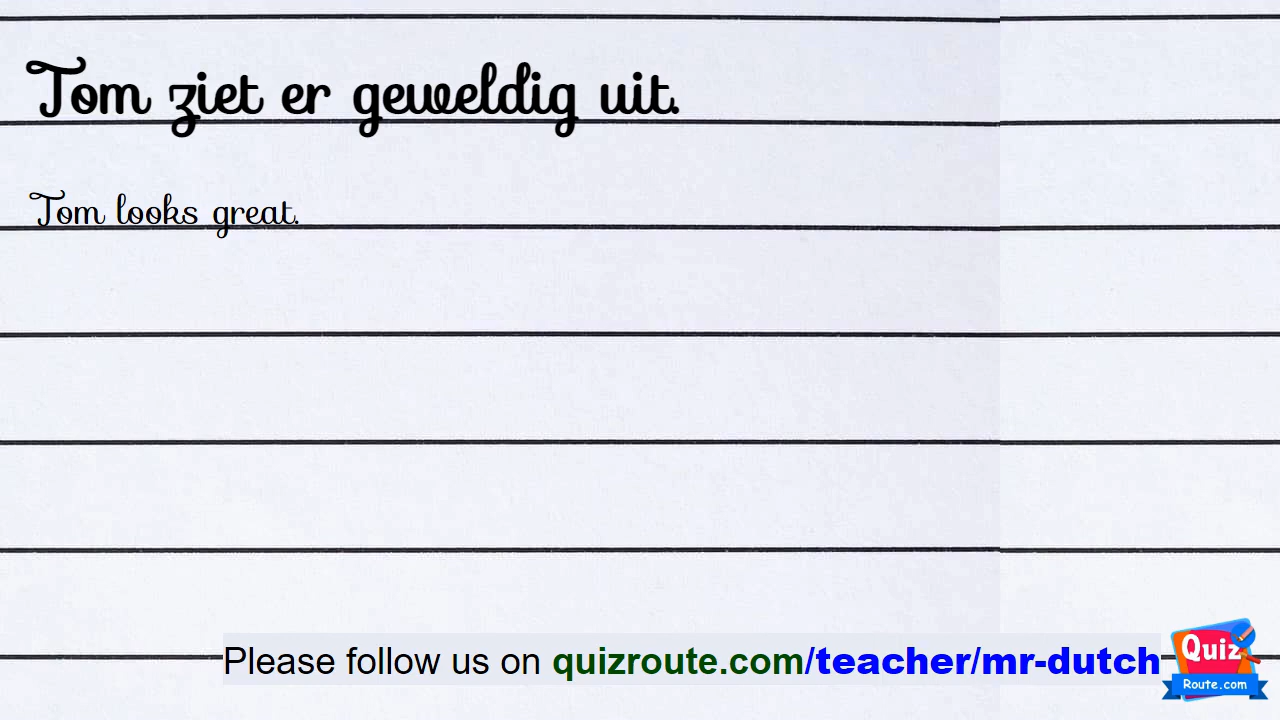 Tom ziet er geweldig uit.
Tom looks great.
Please follow us on quizroute.com/teacher/mr-dutch
Quiz
Route.com